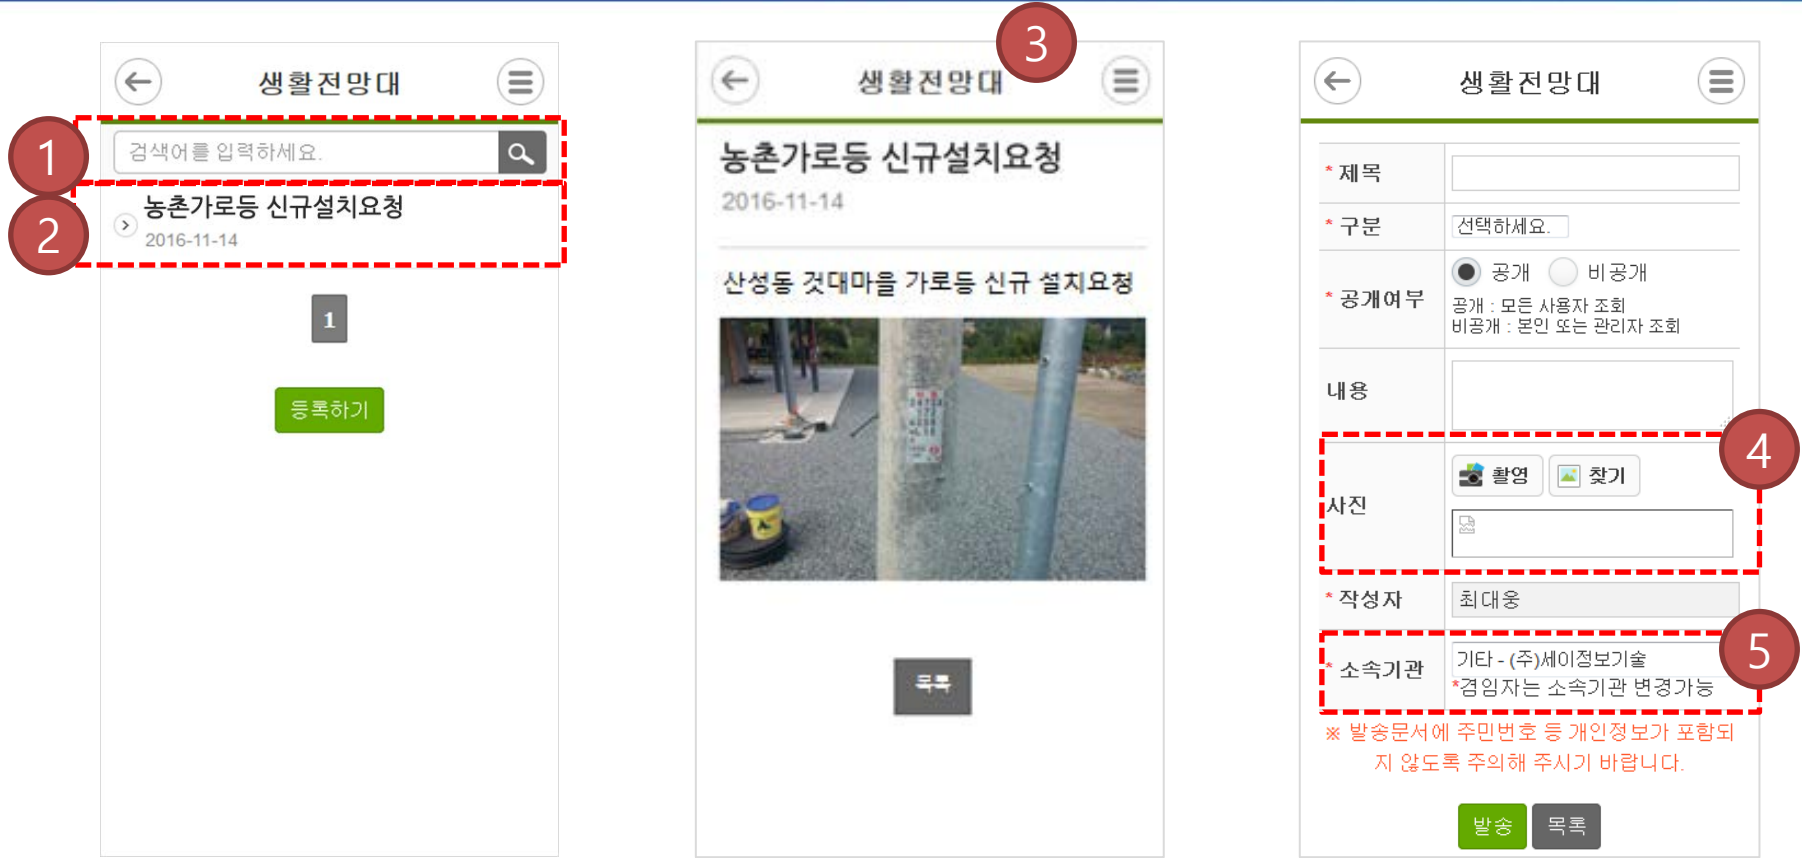 생활전망대
1
검색어를 입력하세요.
2
농촌가로등 신규설치요청
2016-11-14
1
등록하기
3
생활전망대
농촌가로등 신규설치요청
2016-11-14
산성동 것대마을 가로등 신규 설치요청
목록
생활전망대
* 제목
* 구분
선택하세요.
* 공개여부
공개 비공개
공개 : 모든 사용자 조회
비공개 : 본인 또는 관리자 조회
내용
4
사진
촬영 찾기
* 작성자
최대웅
5
* 소속기관
기타 - (주)세이정보기술
*겸임자는 소속기관 변경가능
※ 발송문서에 주민번호 등 개인정보가 포함되
지 않도록 주의해 주시기 바랍니다.
발송 목록